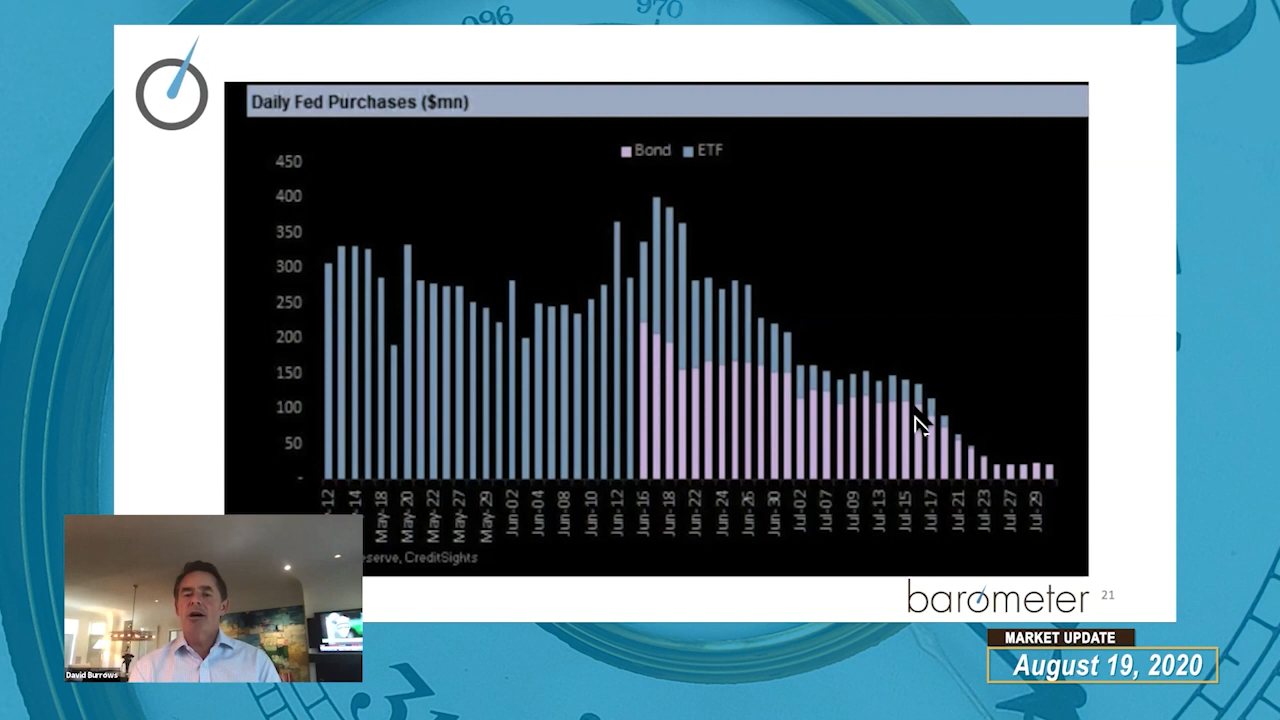 096
970
Daily Fed Purchases ($mn)
Bond
ETF
450
400
350
300
250
200
150
100
50
-
-12
-14
May-18
May-20
May-22
May-27
May-29
Jun-02
Jun-04
Jun-08
Jun-10
Jun-12
Jun-16
Jun-18
Jun-22
Jun-24
Jun-26
Jun-30
Jul-02
Jul-07
Jul-09
Jul-13
Jul-15
Jul-17
Jul-21
Jul-23
Jul-27
Jul-29
eserve, CreditSights
David Burrows
barometer
21
MARKET UPDATE
August 19, 2020